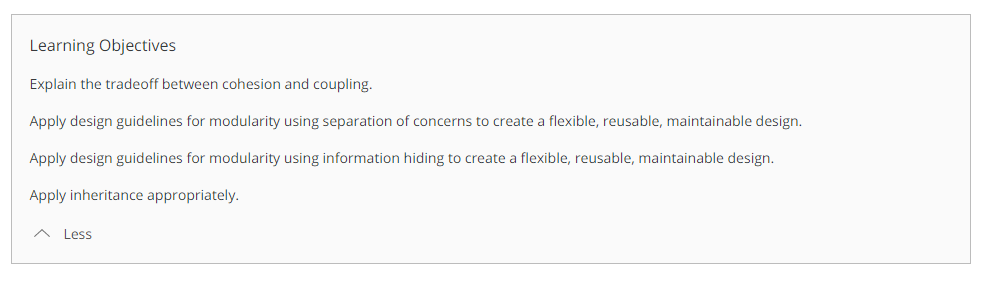 Learning Objectives
Explain the tradeoff between cohesion and coupling.
Apply design guidelines for modularity using separation of concerns to create a flexible, reusable, maintainable design.
Apply design guidelines for modularity using information hiding to create a flexible, reusable, maintainable design.
Apply inheritance appropriately.
Less